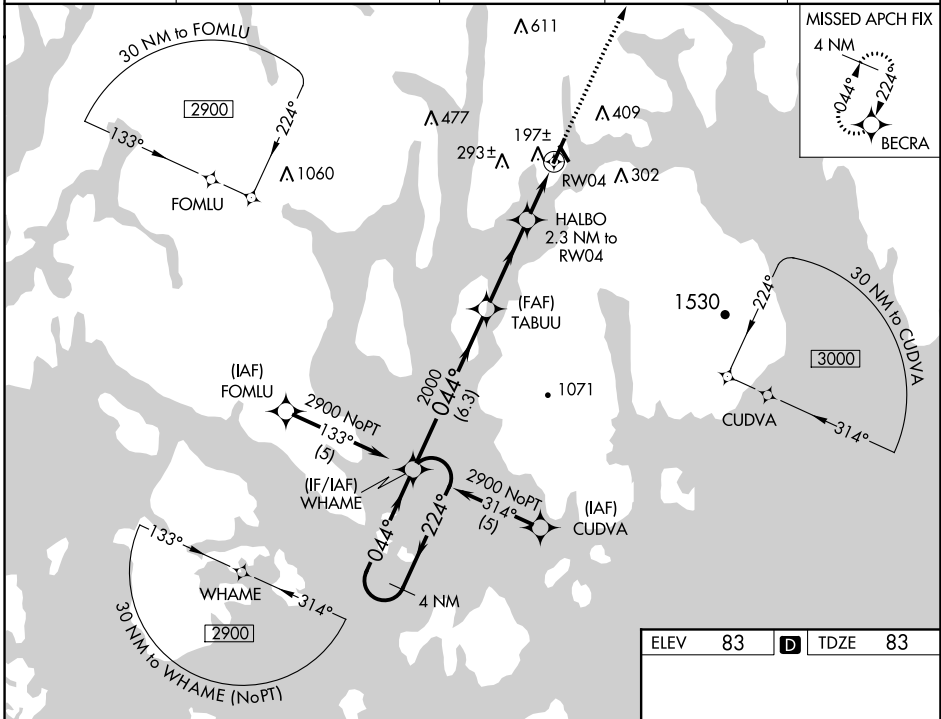 30 NM to FOMLU
2900
133°
224°
FOMLU
1060
611
477
409
293±
197±
302
RW04
MISSED APCH FIX
4 NM
044°
224°
BECRA
HALBO
2.3 NM to
RW04
(FAF)
TABUU
1530
224°
30 NM to CUDVA
3000
CUDVA
314°
(IAF)
FOMLU
2900 NoPT
133°
(5)
2000
044°
(6.3)
1071
(IF/IAF)
WHAME
2900 NoPT
314°
(5)
(IAF)
CUDVA
044°
224°
4 NM
133°
WHAME
314°
2900
30 NM to WHAME (NoPT)
ELEV 83 D TDZE 83